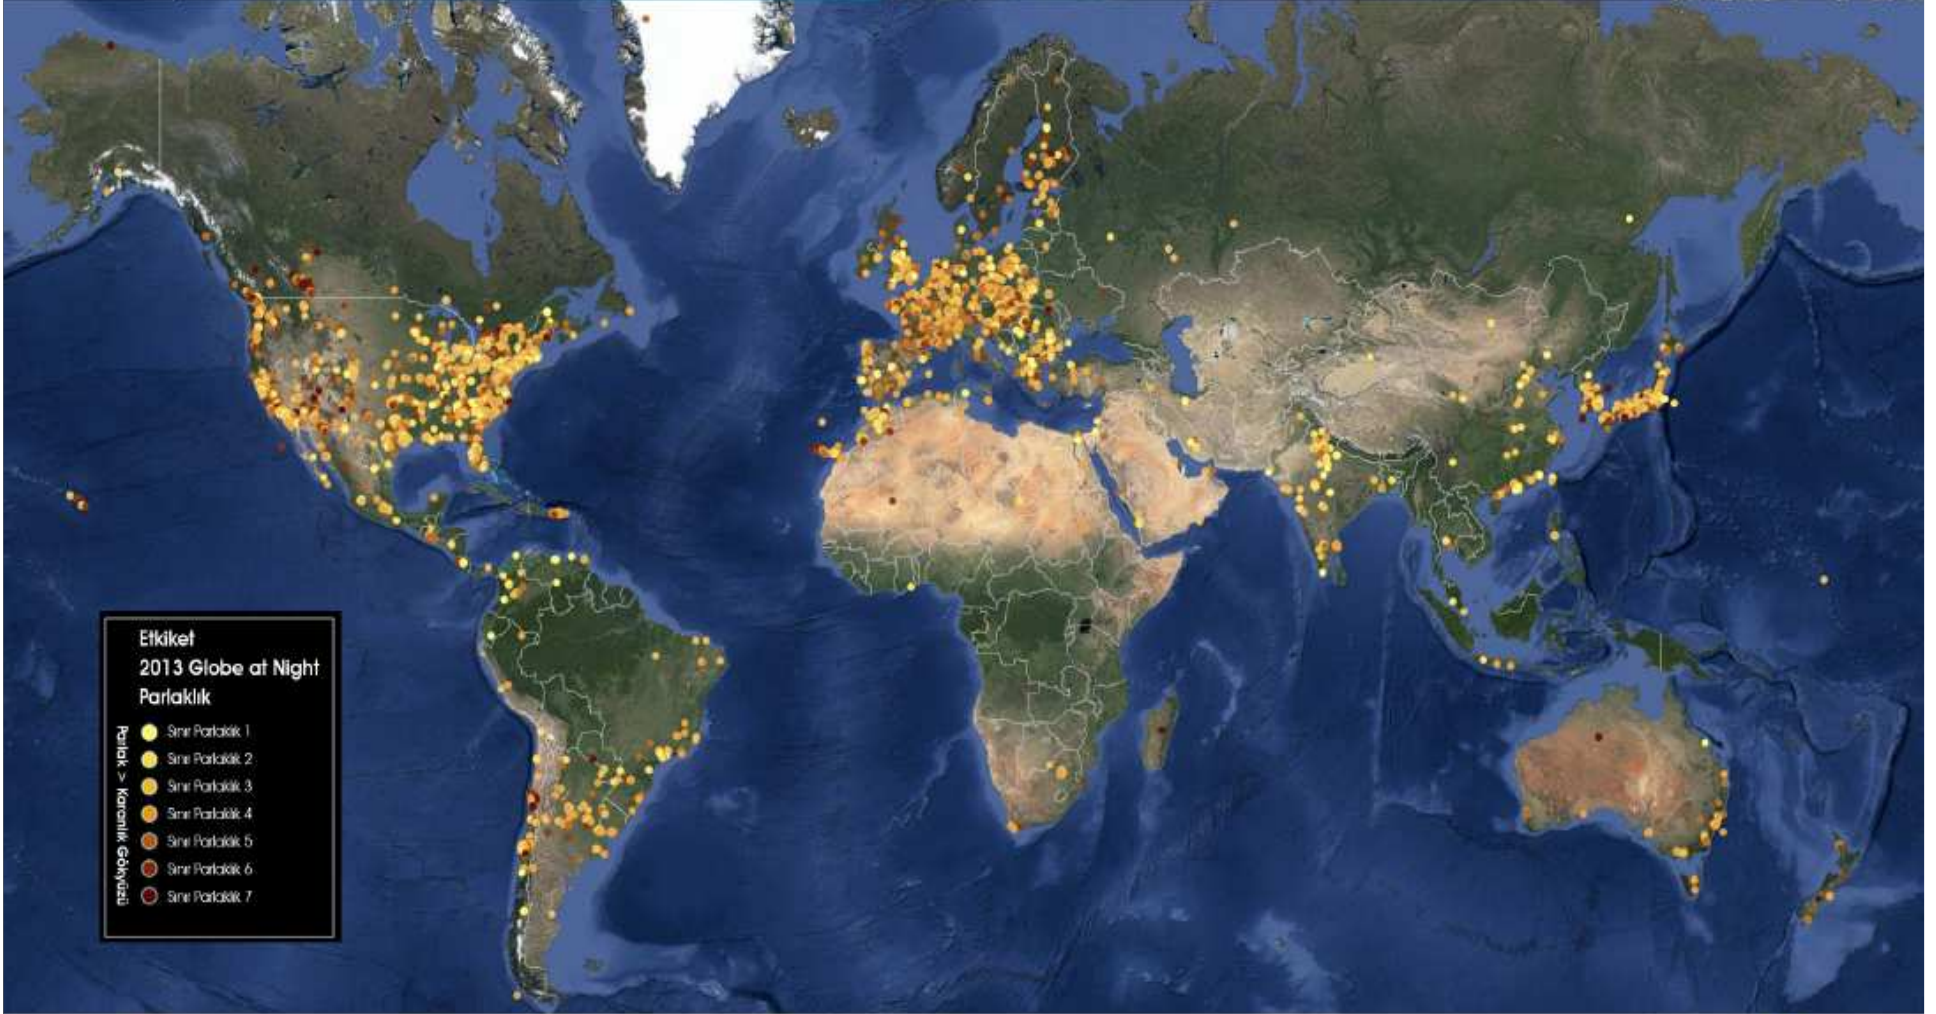 Etkiket
2013 Globe at Night
Parlaklık
Parlak > Karanlık Gökyüzü
Sınır Parlaklık 1
Sınır Parlaklık 2
Sınır Parlaklık 3
Sınır Parlaklık 4
Sınır Parlaklık 5
Sınır Parlaklık 6
Sınır Parlaklık 7